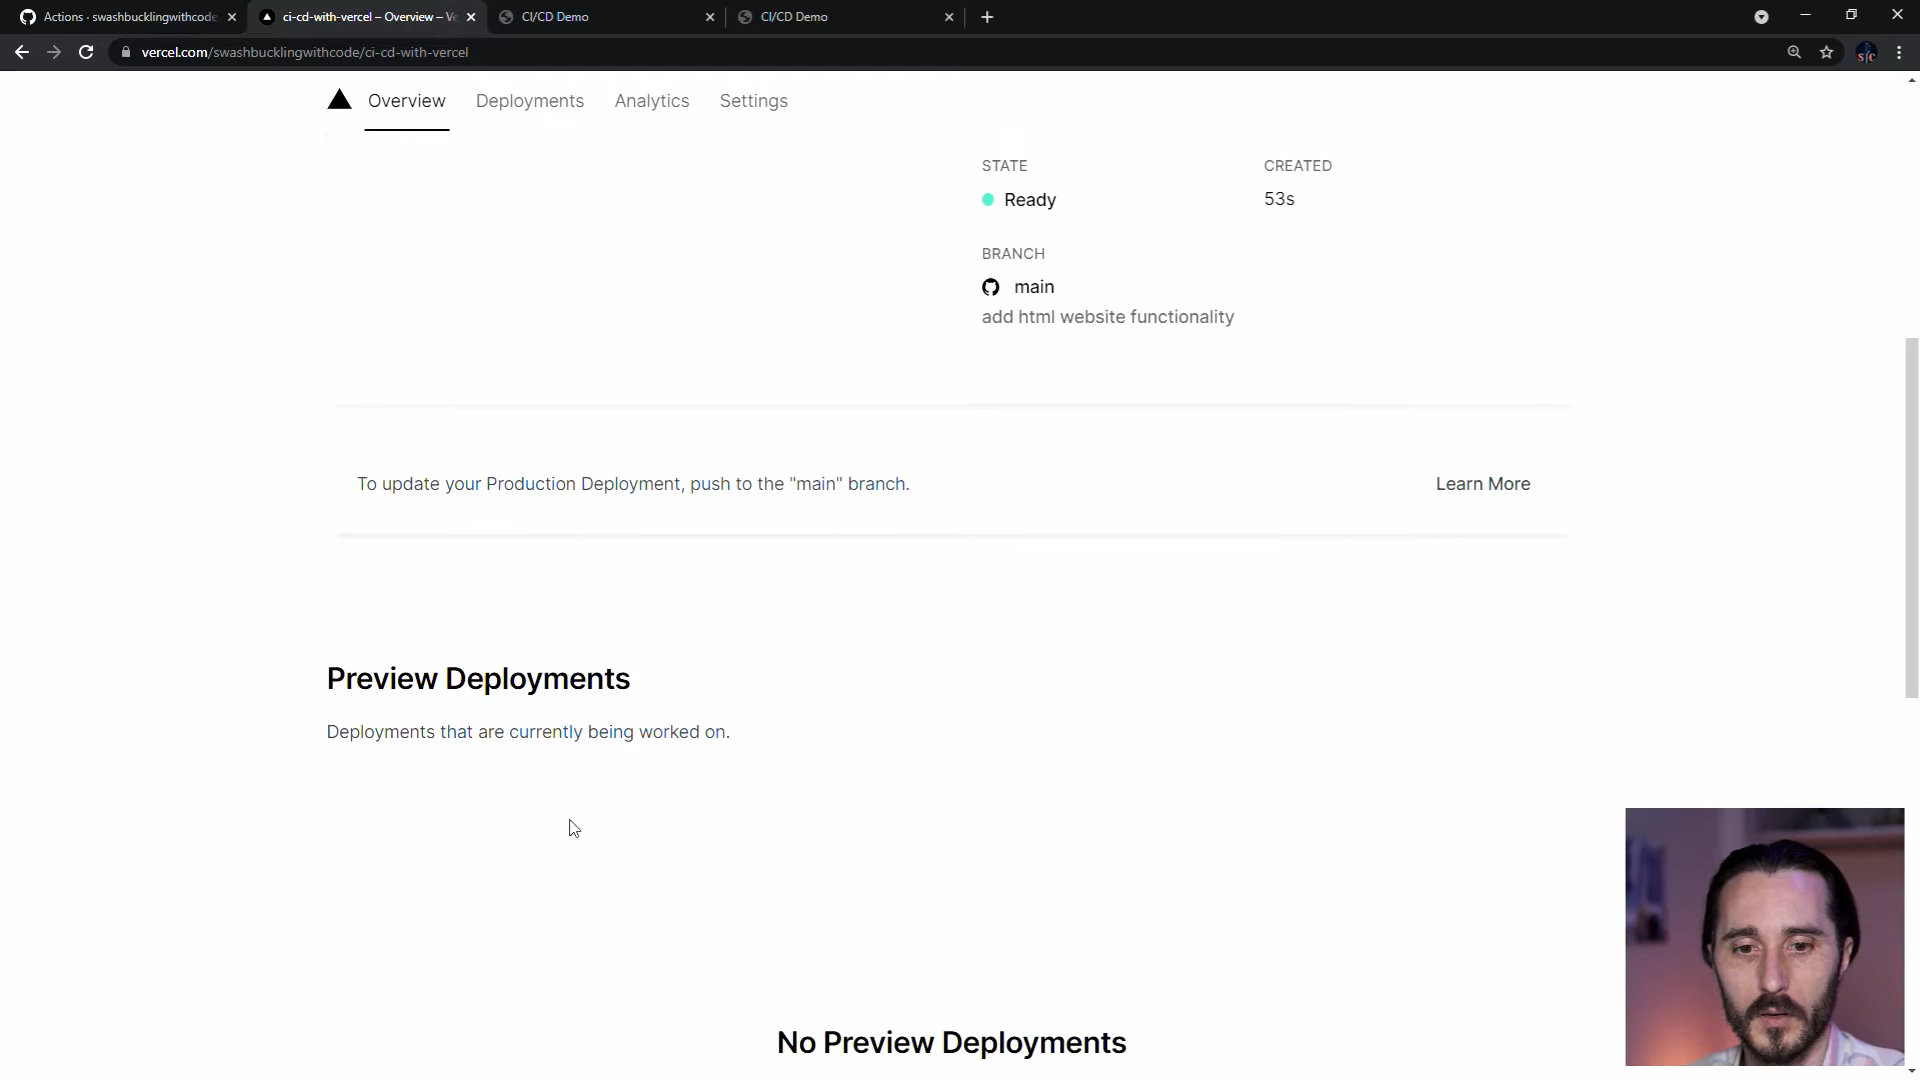 Actions · swashbucklingwithcode
ci-cd-with-vercel – Overview – Ve
CI/CD Demo
CI/CD Demo
vercel.com/swashbucklingwithcode/ci-cd-with-vercel
s|c
Overview
Deployments
Analytics
Settings
STATE
CREATED
Ready
53s
BRANCH
main
add html website functionality
To update your Production Deployment, push to the "main" branch.
Learn More
Preview Deployments
Deployments that are currently being worked on.
No Preview Deployments